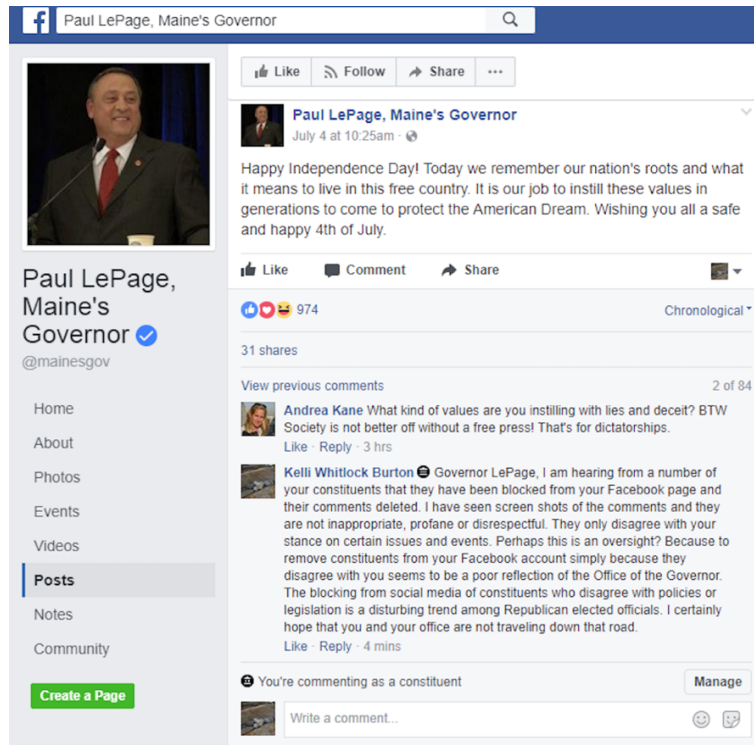 f
Paul LePage, Maine's Governor
Like Follow Share ...
Paul LePage, Maine's Governor
July 4 at 10:25am ·
Happy Independence Day! Today we remember our nation's roots and what
it means to live in this free country. It is our job to instill these values in
generations to come to protect the American Dream. Wishing you all a safe
and happy 4th of July.
Like Comment Share
974
Chronological
31 shares
View previous comments 2 of 84
Andrea Kane What kind of values are you instilling with lies and deceit? BTW
Society is not better off without a free press! That's for dictatorships.
Like · Reply · 3 hrs
Kelli Whitlock Burton Governor LePage, I am hearing from a number of
your constituents that they have been blocked from your Facebook page and
their comments deleted. I have seen screen shots of the comments and they
are not inappropriate, profane or disrespectful. They only disagree with your
stance on certain issues and events. Perhaps this is an oversight? Because to
remove constituents from your Facebook account simply because they
disagree with you seems to be a poor reflection of the Office of the Governor.
The blocking from social media of constituents who disagree with policies or
legislation is a disturbing trend among Republican elected officials. I certainly
hope that you and your office are not traveling down that road.
Like · Reply · 4 mins
You're commenting as a constituent Manage
Write a comment...
Paul LePage,
Maine's
Governor
@mainesgov
Home
About
Photos
Events
Videos
Posts
Notes
Community
Create a Page